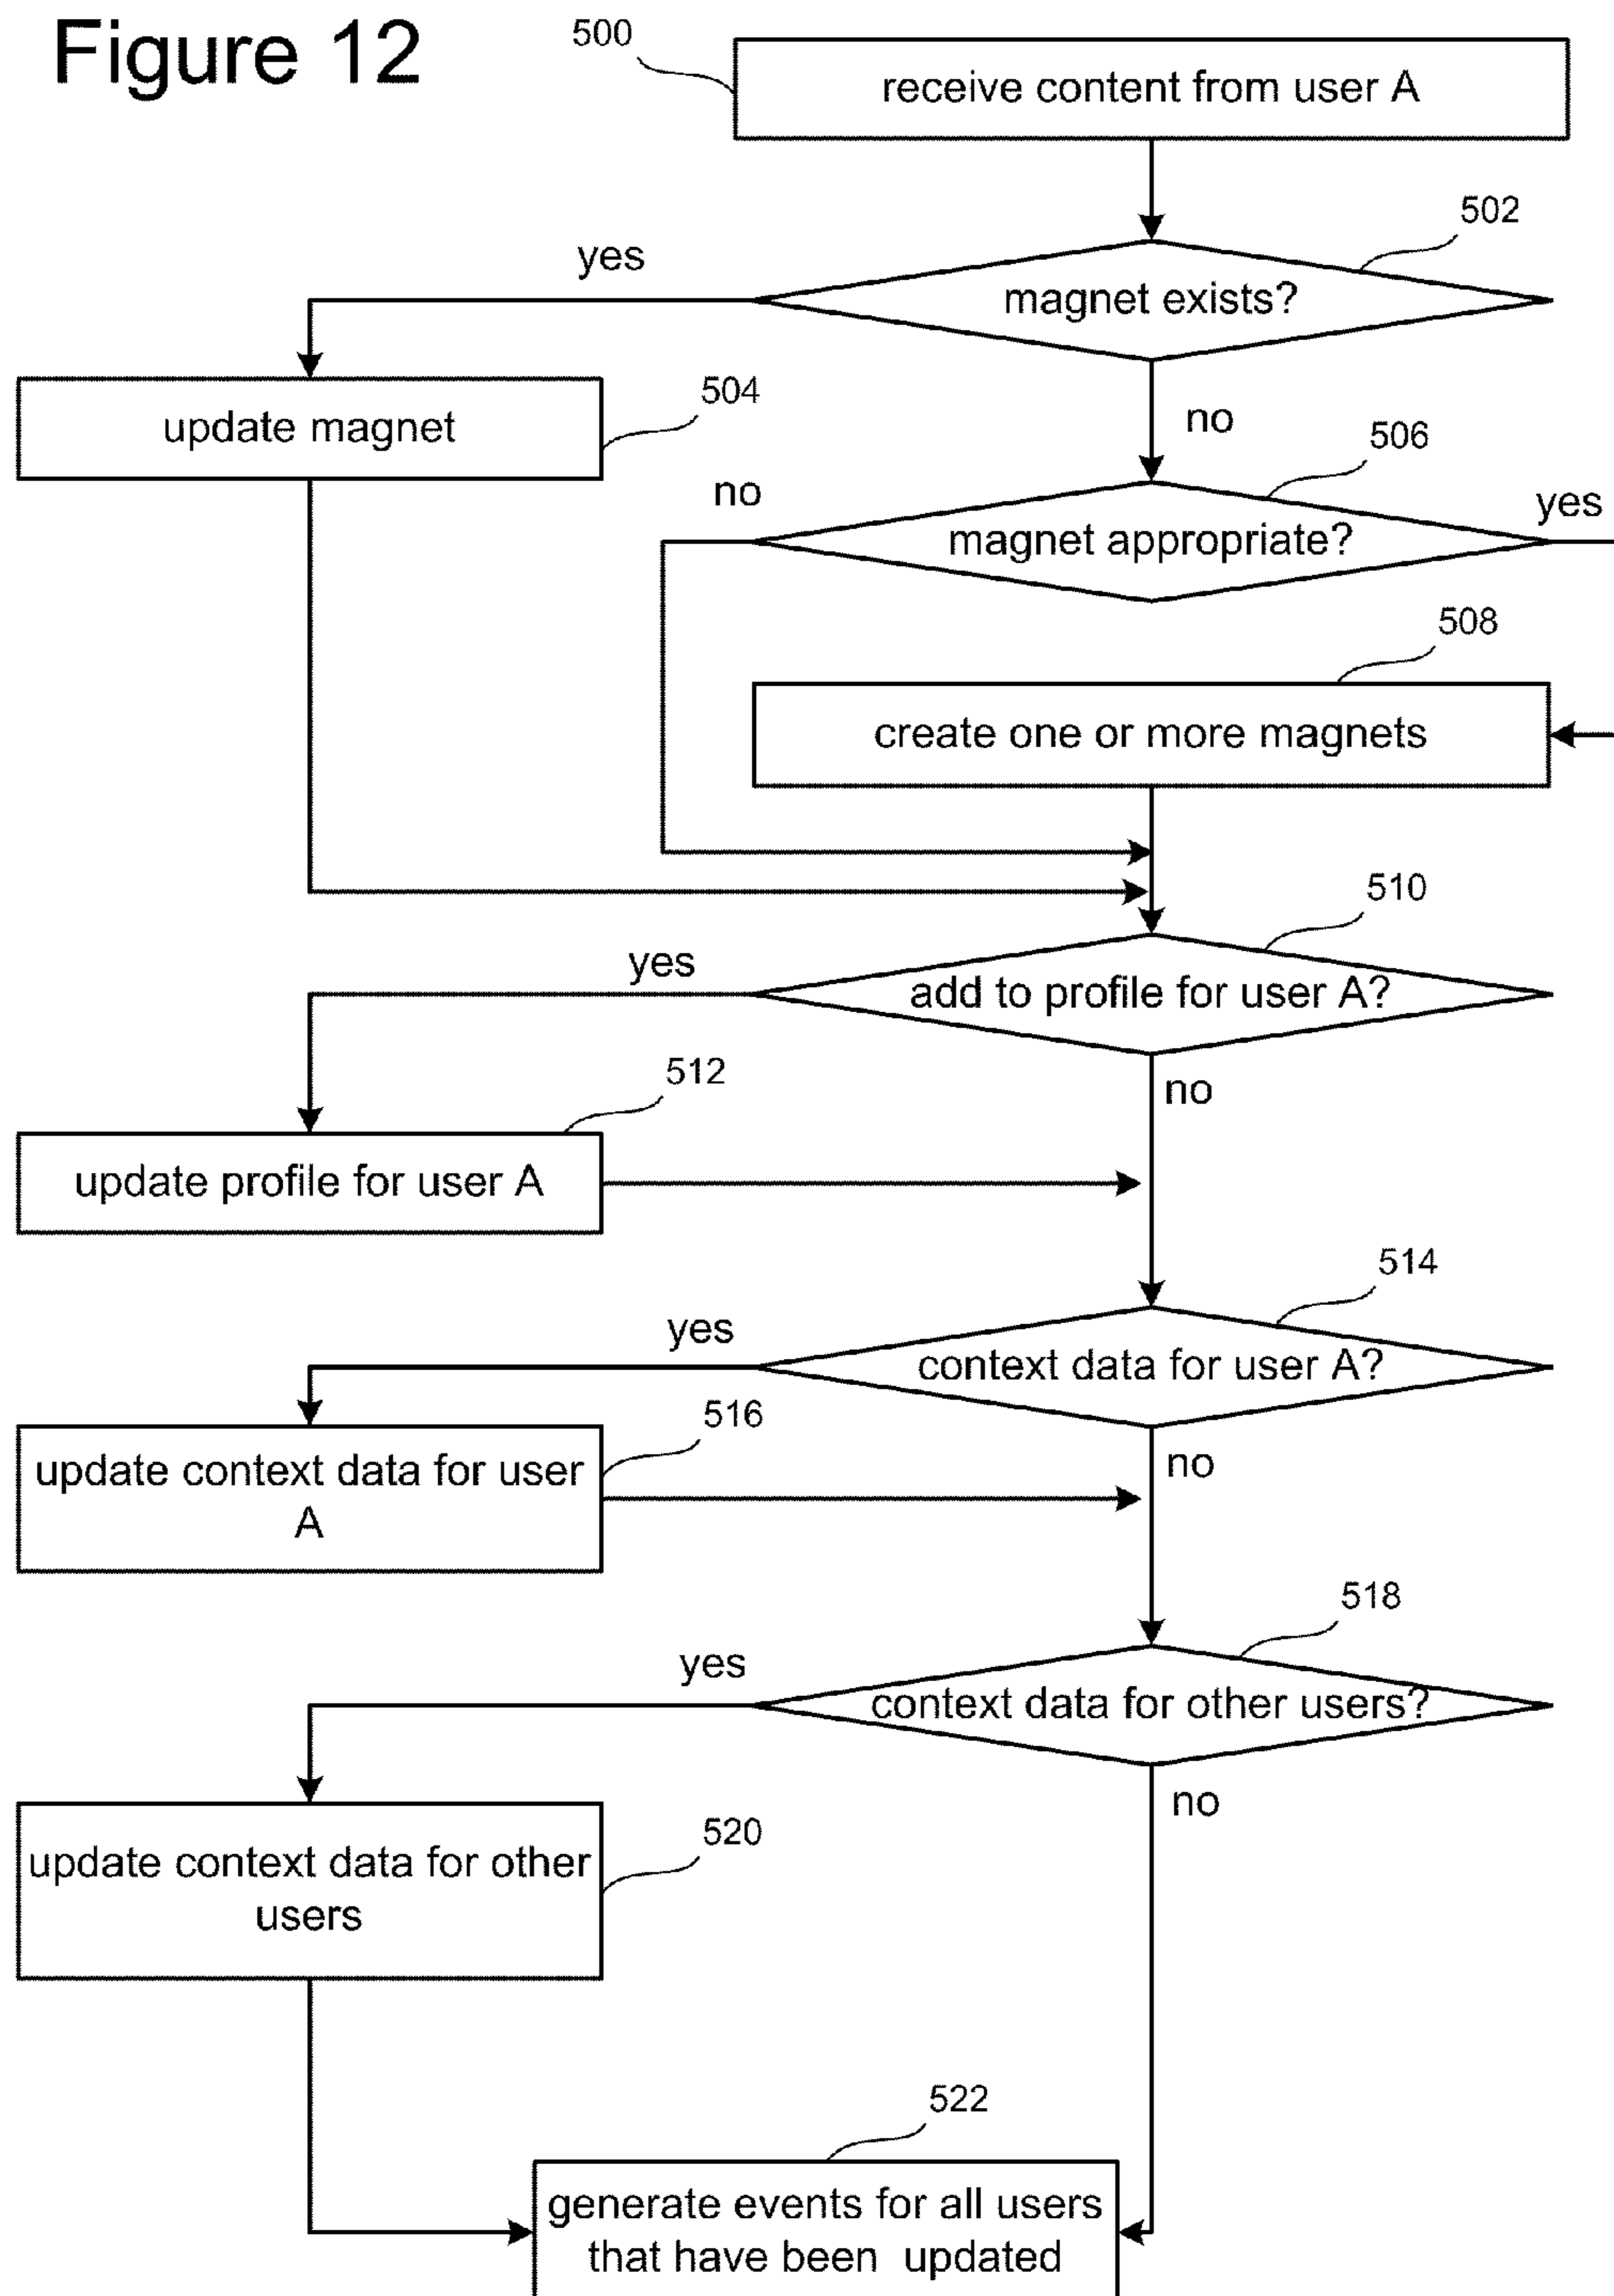 Figure 12
500
receive content from user A
502
yes
magnet exists?
504
update magnet
no
506
no
yes
magnet appropriate?
508
create one or more magnets
510
yes
add to profile for user A?
512
no
update profile for user A
514
yes
context data for user A?
516
no
update context data for user
A
518
yes
context data for other users?
no
520
update context data for other
users
522
generate events for all users
that have been updated